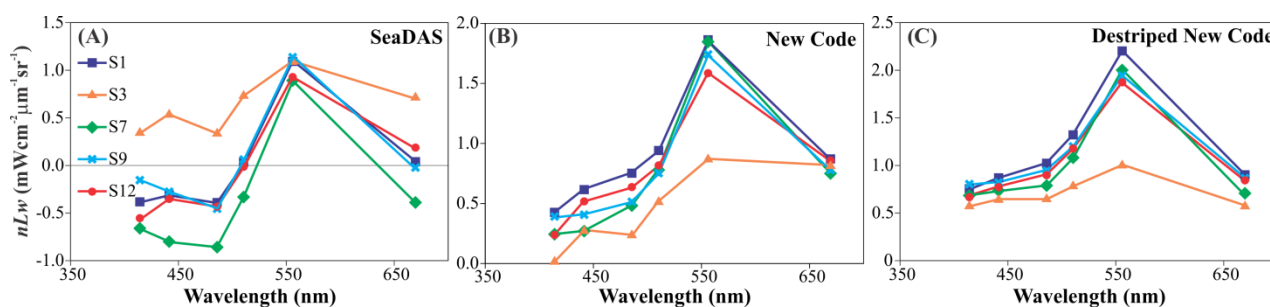 (A) SeaDAS
nLw (mWcm⁻²µm⁻¹sr⁻¹)
1.5
1.0
0.5
0.0
-0.5
-1.0
S1
S3
S7
S9
S12
350 450 550 650
Wavelength (nm)
(B) New Code
2.0
1.5
1.0
0.5
0.0
350 450 550 650
Wavelength (nm)
(C) Destriped New Code
2.5
2.0
1.5
1.0
0.5
0
350 450 550 650
Wavelength (nm)